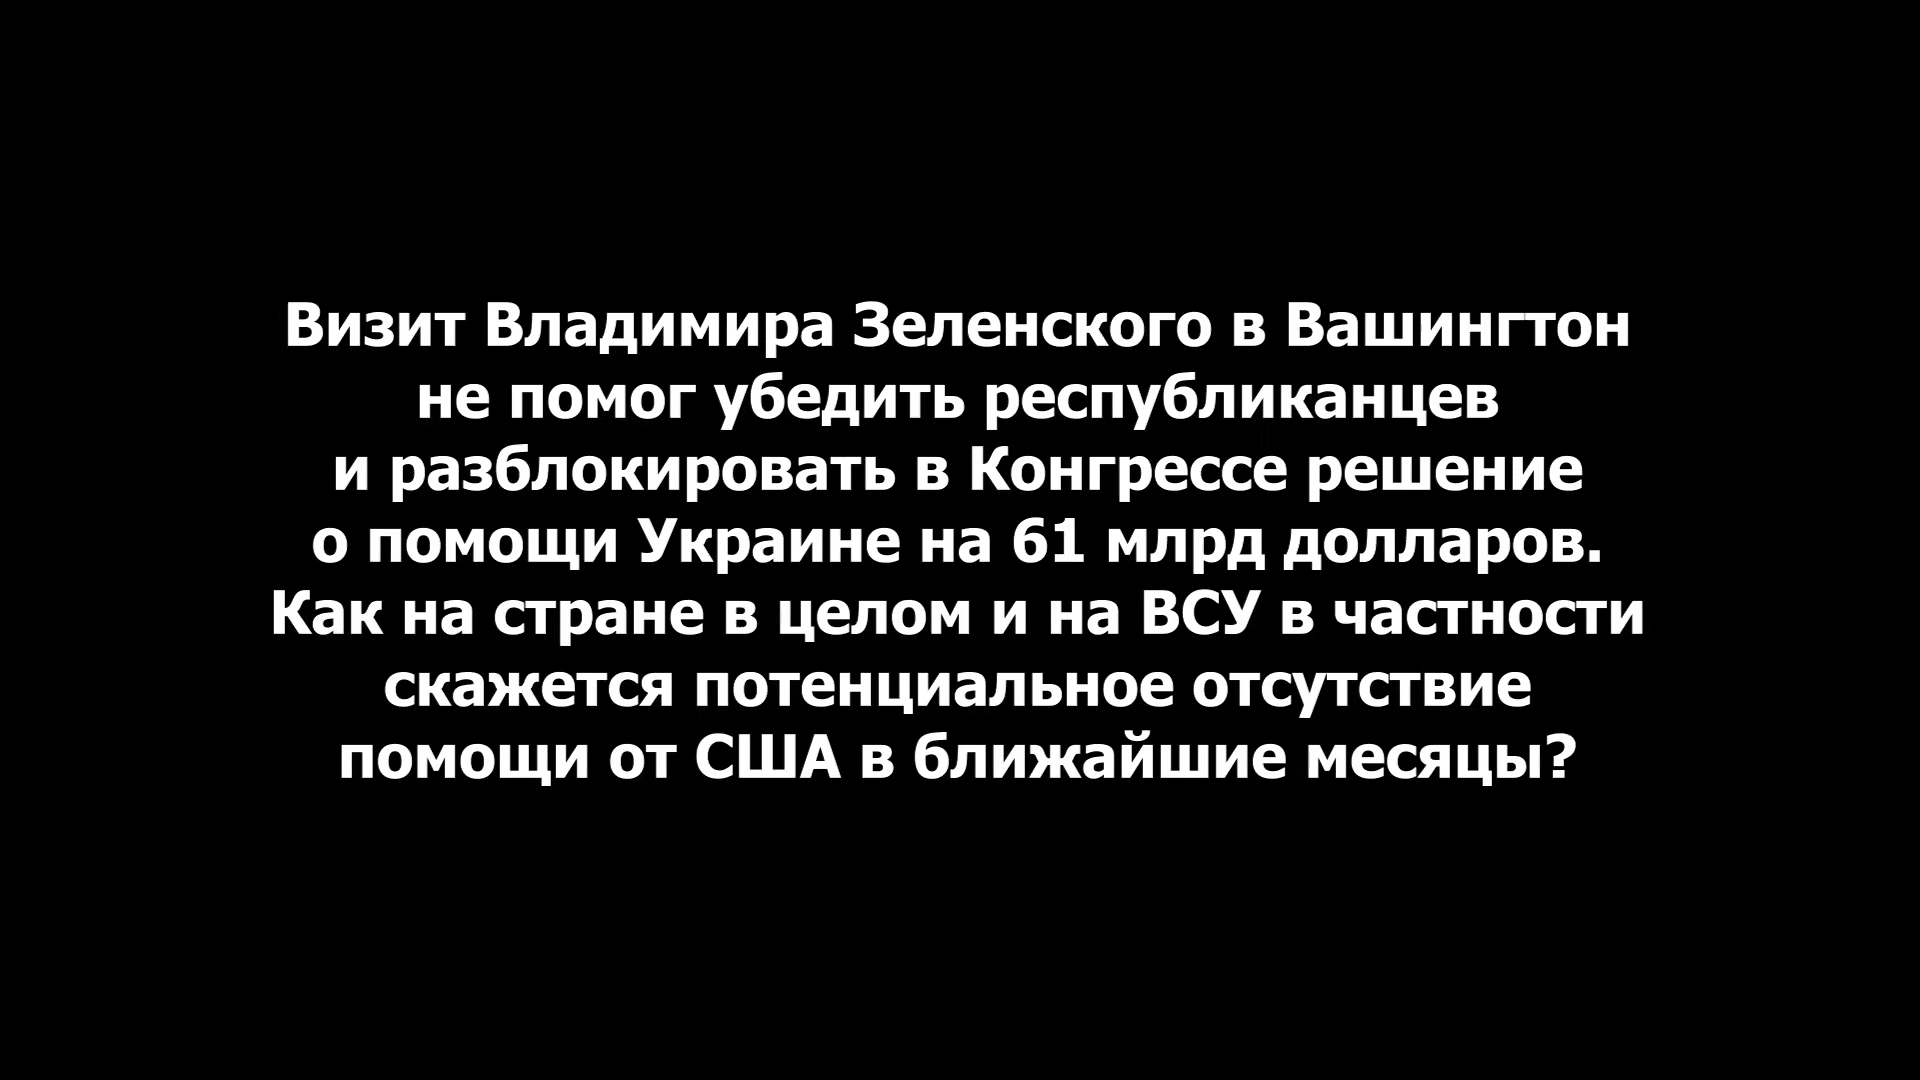 Визит Владимира Зеленского в Вашингтон
не помог убедить республиканцев
и разблокировать в Конгрессе решение
о помощи Украине на 61 млрд долларов.
Как на стране в целом и на ВСУ в частности
скажется потенциальное отсутствие
помощи от США в ближайшие месяцы?